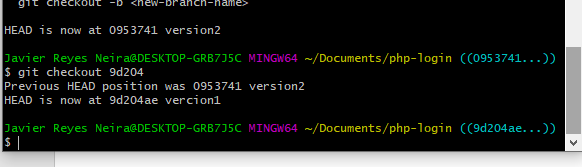 git checkout -b <new-branch-name>
HEAD is now at 0953741 version2
Javier Reyes Neira@DESKTOP-GRB7J5C MINGW64 ~/Documents/php-login ((0953741...))
$ git checkout 9d204
Previous HEAD position was 0953741 version2
HEAD is now at 9d204ae vercion1
Javier Reyes Neira@DESKTOP-GRB7J5C MINGW64 ~/Documents/php-login ((9d204ae...))
$